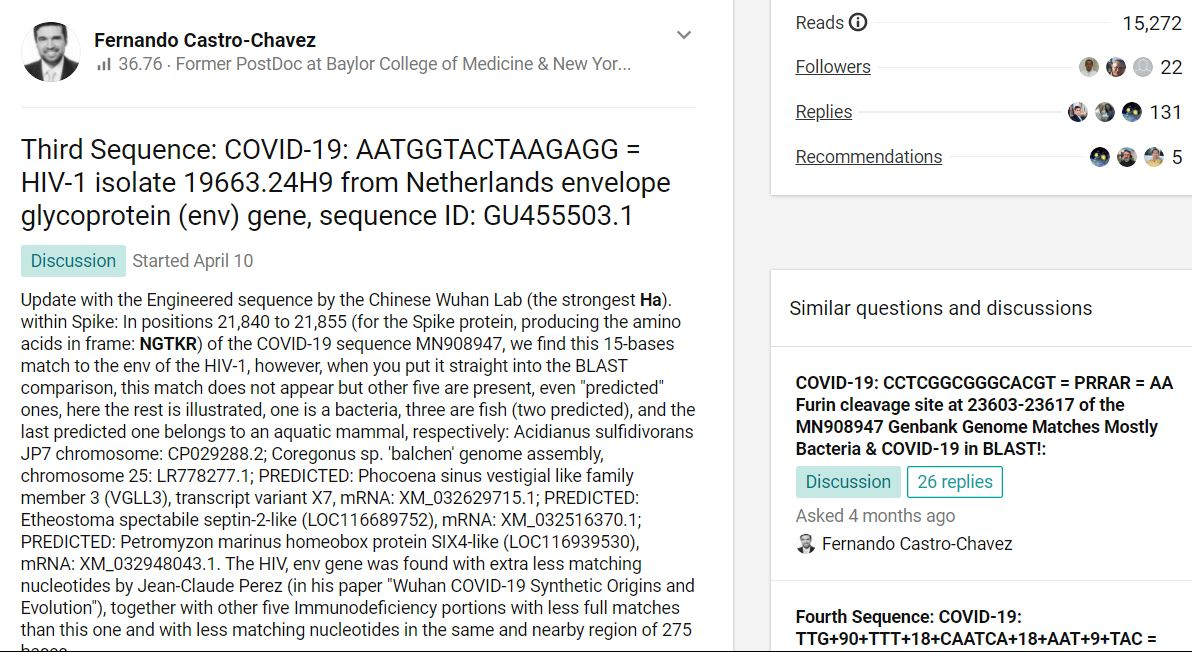 Fernando Castro-Chavez
36.76 · Former PostDoc at Baylor College of Medicine & New Yor...
Third Sequence: COVID-19: AATGGTACTAAGAGG =
HIV-1 isolate 19663.24H9 from Netherlands envelope
glycoprotein (env) gene, sequence ID: GU455503.1
Discussion Started April 10
Update with the Engineered sequence by the Chinese Wuhan Lab (the strongest Ha).
within Spike: In positions 21,840 to 21,855 (for the Spike protein, producing the amino
acids in frame: NGTKR) of the COVID-19 sequence MN908947, we find this 15-bases
match to the env of the HIV-1, however, when you put it straight into the BLAST
comparison, this match does not appear but other five are present, even "predicted"
ones, here the rest is illustrated, one is a bacteria, three are fish (two predicted), and the
last predicted one belongs to an aquatic mammal, respectively: Acidianus sulfidivorans
JP7 chromosome: CP029288.2; Coregonus sp. 'balchen' genome assembly,
chromosome 25: LR778277.1; PREDICTED: Phocoena sinus vestigial like family
member 3 (VGLL3), transcript variant X7, mRNA: XM_032629715.1; PREDICTED:
Etheostoma spectabile septin-2-like (LOC116689752), mRNA: XM_032516370.1;
PREDICTED: Petromyzon marinus homeobox protein SIX4-like (LOC116939530),
mRNA: XM_032948043.1. The HIV, env gene was found with extra less matching
nucleotides by Jean-Claude Perez (in his paper "Wuhan COVID-19 Synthetic Origins and
Evolution"), together with other five Immunodeficiency portions with less full matches
than this one and with less matching nucleotides in the same and nearby region of 275
Reads 15,272
Followers 22
Replies 131
Recommendations 5
Similar questions and discussions
COVID-19: CCTCGGCGGGCACGT = PRRAR = AA
Furin cleavage site at 23603-23617 of the
MN908947 Genbank Genome Matches Mostly
Bacteria & COVID-19 in BLAST!:
Discussion 26 replies
Asked 4 months ago
Fernando Castro-Chavez
Fourth Sequence: COVID-19:
TTG+90+TTT+18+CAATCA+18+AAT+9+TAC =